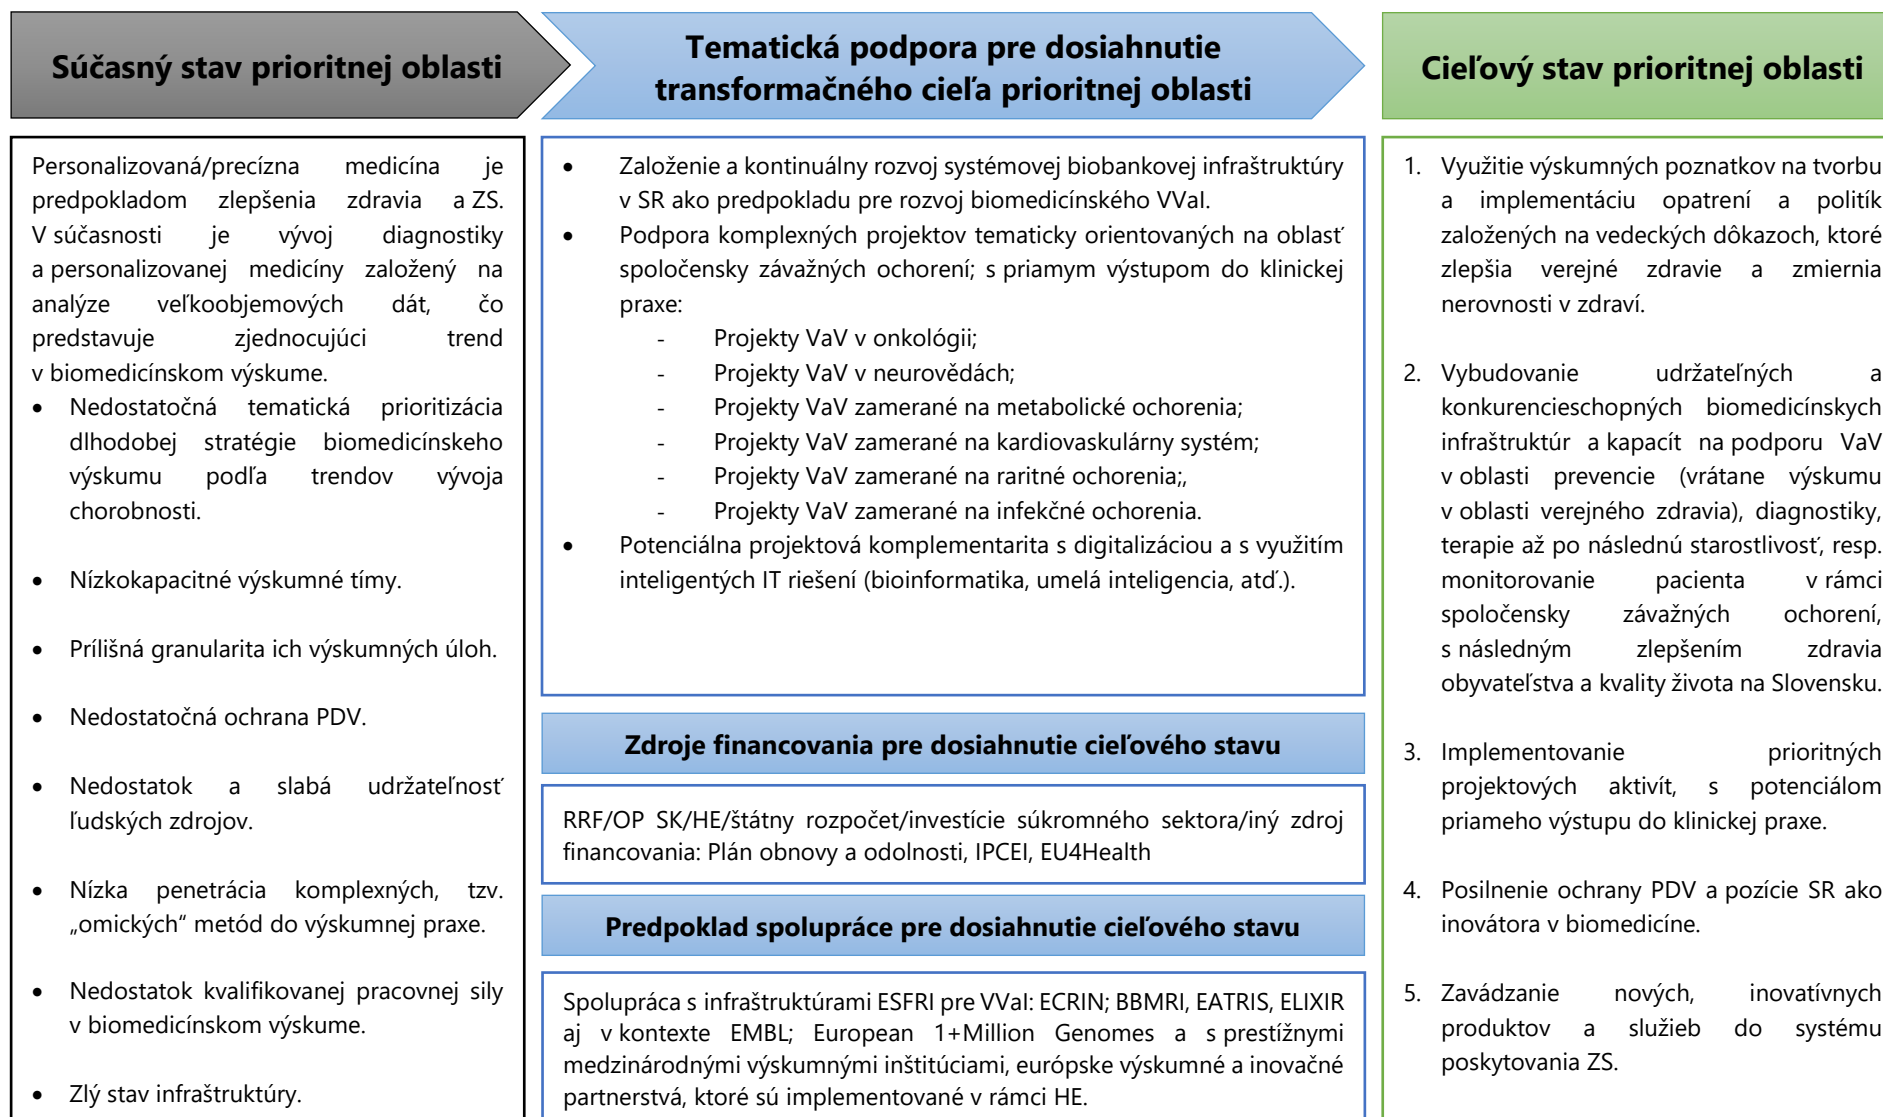 Súčasný stav prioritnej oblasti
Tematická podpora pre dosiahnutie
transformačného cieľa prioritnej oblasti
Cieľový stav prioritnej oblasti
Personalizovaná/precízna medicína je
predpokladom zlepšenia zdravia a ZS.
V súčasnosti je vývoj diagnostiky
a personalizovanej medicíny založený na
analýze veľkoobjemových dát, čo
predstavuje zjednocujúci trend
v biomedicínskom výskume.
• Nedostatočná tematická prioritizácia
dlhodobej stratégie biomedicínskeho
výskumu podľa trendov vývoja
chorobnosti.
• Nízkokapacitné výskumné tímy.
• Prílišná granularita ich výskumných úloh.
• Nedostatočná ochrana PDV.
• Nedostatok a slabá udržateľnosť
ľudských zdrojov.
• Nízka penetrácia komplexných, tzv.
„omických“ metód do výskumnej praxe.
• Nedostatok kvalifikovanej pracovnej sily
v biomedicínskom výskume.
• Zlý stav infraštruktúry.
• Založenie a kontinuálny rozvoj systémovej biobankovej infraštruktúry
v SR ako predpokladu pre rozvoj biomedicínského VVaI.
• Podpora komplexných projektov tematicky orientovaných na oblasť
spoločensky závažných ochorení; s priamym výstupom do klinickej
praxe:
- Projekty VaV v onkológii;
- Projekty VaV v neurovědách;
- Projekty VaV zamerané na metabolické ochorenia;
- Projekty VaV zamerané na kardiovaskulárny systém;
- Projekty VaV zamerané na raritné ochorenia;,
- Projekty VaV zamerané na infekčné ochorenia.
• Potenciálna projektová komplementarita s digitalizáciou a s využitím
inteligentých IT riešení (bioinformatika, umelá inteligencia, atď.).
Zdroje financovania pre dosiahnutie cieľového stavu
RRF/OP SK/HE/štátny rozpočet/investície súkromného sektora/iný zdroj
financovania: Plán obnovy a odolnosti, IPCEI, EU4Health
Predpoklad spolupráce pre dosiahnutie cieľového stavu
Spolupráca s infraštruktúrami ESFRI pre VVaI: ECRIN; BBMRI, EATRIS, ELIXIR
aj v kontexte EMBL; European 1+Million Genomes a s prestížnymi
medzinárodnými výskumnými inštitúciami, európske výskumné a inovačné
partnerstvá, ktoré sú implementované v rámci HE.
1. Využitie výskumných poznatkov na tvorbu
a implementáciu opatrení a politík
založených na vedeckých dôkazoch, ktoré
zlepšia verejné zdravie a zmiernia
nerovnosti v zdraví.
2. Vybudovanie udržateľných a
konkurencieschopných biomedicínskych
infraštruktúr a kapacít na podporu VaV
v oblasti prevencie (vrátane výskumu
v oblasti verejného zdravia), diagnostiky,
terapie až po následnú starostlivosť, resp.
monitorovanie pacienta v rámci
spoločensky závažných ochorení,
s následným zlepšením zdravia
obyvateľstva a kvality života na Slovensku.
3. Implementovanie prioritných
projektových aktivít, s potenciálom
priameho výstupu do klinickej praxe.
4. Posilnenie ochrany PDV a pozície SR ako
inovátora v biomedicíne.
5. Zavádzanie nových, inovatívnych
produktov a služieb do systému
poskytovania ZS.